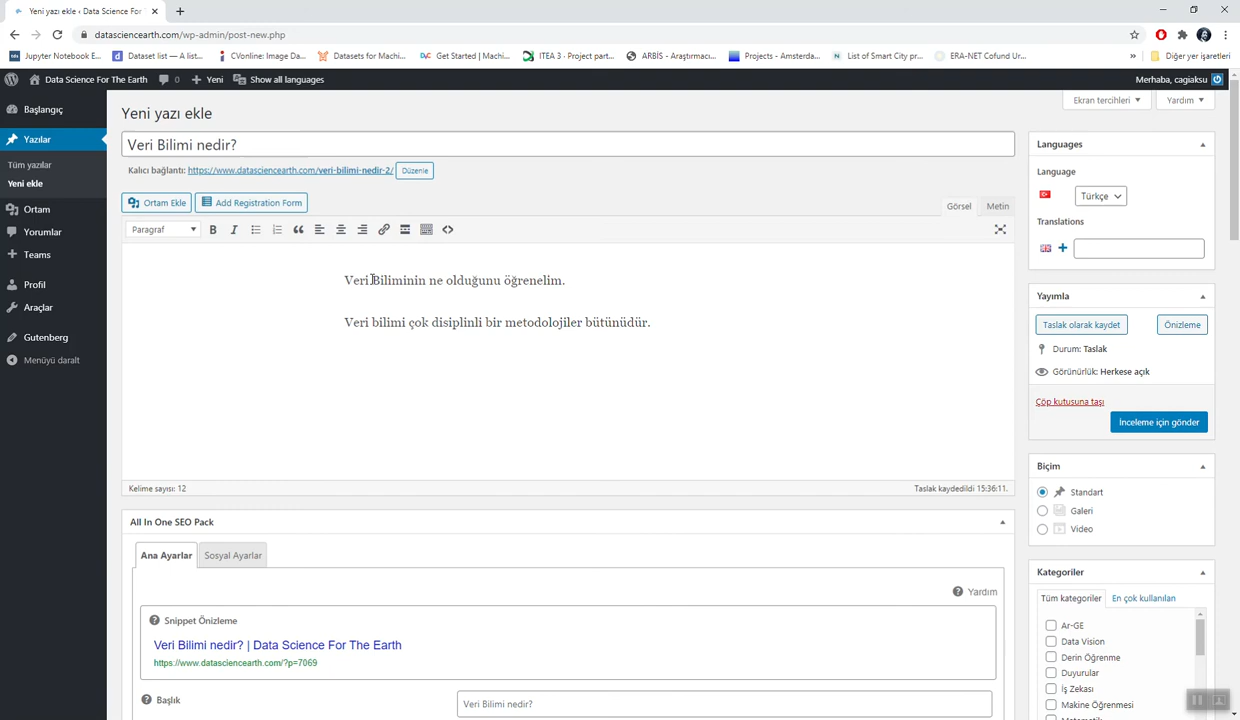 Yeni yazı ekle ‹ Data Science For
datascienceearth.com/wp-admin/post-new.php
Jupyter Notebook E... Dataset list — A list... CVonline: Image Da... Datasets for Machi... Get Started | Machi... ITEA 3 · Project part... ARBİS - Araştırmacı... Projects - Amsterda... List of Smart City pr... ERA-NET Cofund Ur... » Diğer yer işaretleri
Data Science For The Earth 0 Yeni Show all languages Merhaba, cagiaksu
Ekran tercihleri Yardım
Başlangıç
Yazılar
Tüm yazılar
Yeni ekle
Ortam
Yorumlar
Teams
Profil
Araçlar
Gutenberg
Menüyü daralt
Yeni yazı ekle
Veri Bilimi nedir?
Kalıcı bağlantı: https://www.datascienceearth.com/veri-bilimi-nedir-2/ Düzenle
Ortam Ekle Add Registration Form
Görsel Metin
Paragraf
Veri Biliminin ne olduğunu öğrenelim.
Veri bilimi çok disiplinli bir metodolojiler bütünüdür.
Kelime sayısı: 12 Taslak kaydedildi 15:36:11.
All In One SEO Pack
Ana Ayarlar Sosyal Ayarlar
Yardım
Snippet Önizleme
Veri Bilimi nedir? | Data Science For The Earth
https://www.datascienceearth.com/?p=7069
Başlık Veri Bilimi nedir?
Languages
Language
Türkçe
Translations
Yayımla
Taslak olarak kaydet Önizleme
Durum: Taslak
Görünürlük: Herkese açık
Çöp kutusuna taşı
İnceleme için gönder
Biçim
Standart
Galeri
Video
Kategoriler
Tüm kategoriler En çok kullanılan
Ar-GE
Data Vision
Derin Öğrenme
Duyurular
İş Zekası
Makine Öğrenmesi